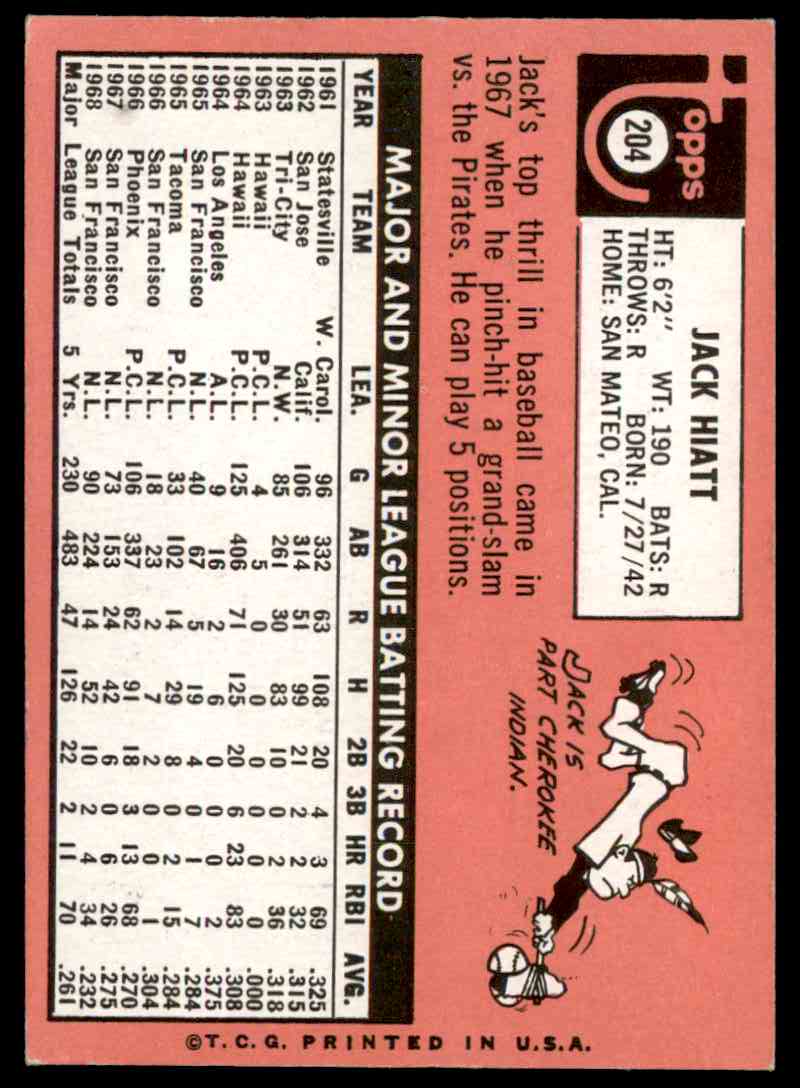 Topps
204
JACK HIATT
HT: 6'2" WT: 190 BATS: R
THROWS: R BORN: 7/27/42
HOME: SAN MATEO, CAL.
Jack's top thrill in baseball came in
1967 when he pinch-hit a grand-slam
vs. the Pirates. He can play 5 positions.
JACK IS
PART CHEROKEE
INDIAN.
MAJOR AND MINOR LEAGUE BATTING RECORD
YEAR TEAM LEA. G AB R H 2B 3B HR RBI AVG.
1961 Statesville W. Carol. 96 332 63 108 20 4 3 69 .325
1962 San Jose Calif. 106 314 51 99 21 2 2 32 .315
1963 Tri-City N.W. 85 261 30 83 10 0 2 36 .318
1963 Hawaii P.C.L. 4 5 0 0 0 0 0 0 .000
1964 Hawaii P.C.L. 125 406 71 125 20 6 23 83 .308
1964 Los Angeles A.L. 9 16 2 6 0 0 0 2 .375
1965 San Francisco N.L. 40 67 5 19 4 0 1 7 .284
1965 Tacoma P.C.L. 33 102 14 29 8 0 2 15 .284
1966 San Francisco N.L. 18 23 2 7 2 0 0 1 .304
1966 Phoenix P.C.L. 106 337 62 91 18 3 13 68 .270
1967 San Francisco N.L. 73 153 24 42 6 0 6 26 .275
1968 San Francisco N.L. 90 224 14 52 10 2 4 34 .232
Major League Totals 5 Yrs. 230 483 47 126 22 2 11 70 .261
©T.C.G. PRINTED IN U.S.A.